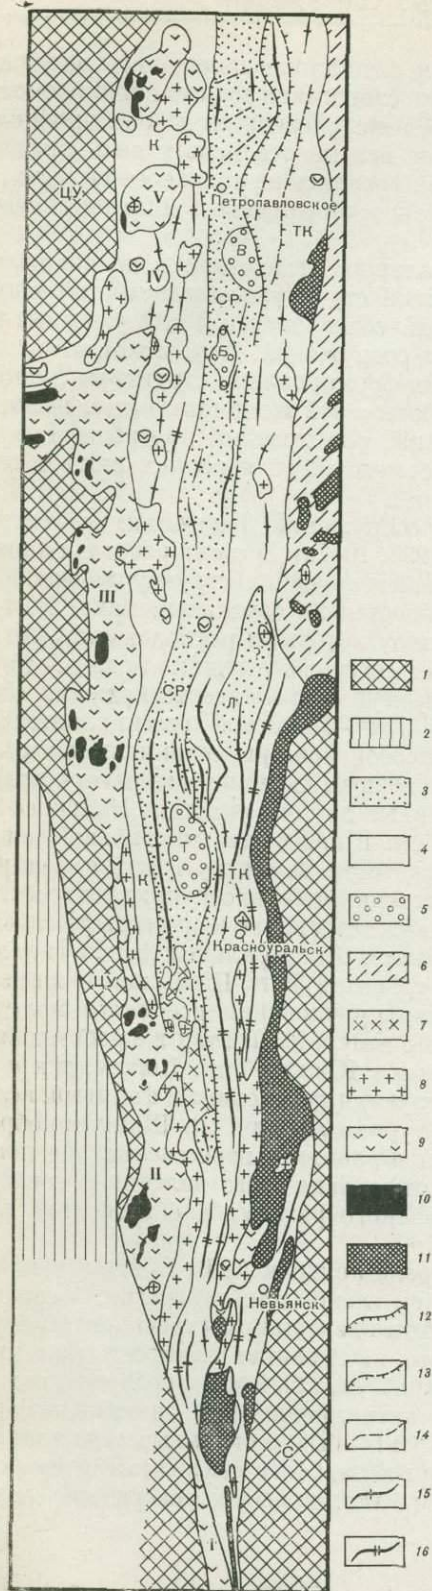 К
ЦУ
V
Петропавловское
В
ТК
IV
СР
Б
III
?
?
СР
Л
Т
К
ТК
Красноуральск
ЦУ
II
Невьянск
С
I
1
2
3
4
5
6
7
8
9
10
11
12
13
14
15
16